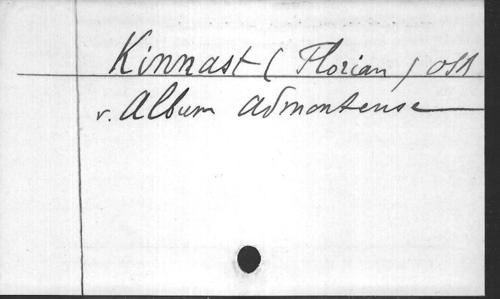 Kinnast (Florian) OSB
v. Album Admontense